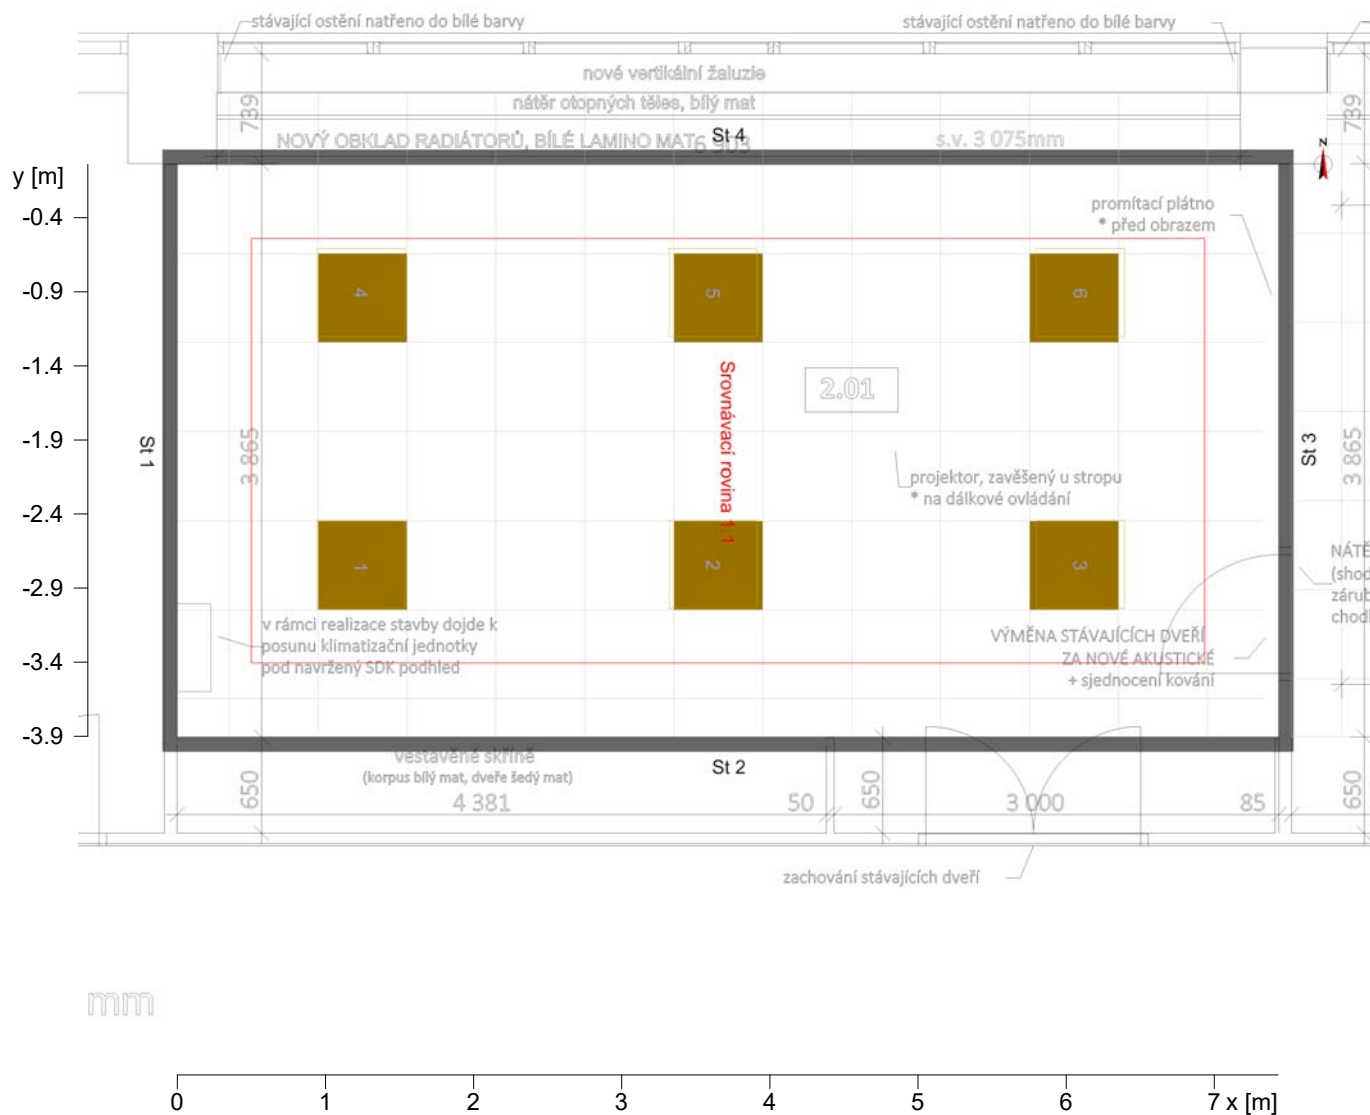 stávající ostění natřeno do bílé barvy
stávající ostění natřeno do bílé barvy
nové vertikální žaluzie
nátěr otopných těles, bílý mat
739
739
NOVÝ OBKLAD RADIÁTORŮ, BÍLÉ LAMINO MAT
6 903
St 4
s.v. 3 075mm
N
y [m]
-0.4
-0.9
-1.4
-1.9
-2.4
-2.9
-3.4
-3.9
promítací plátno
* před obrazem
4
5
6
Srovnávací rovina 1.1
2.01
St 1
3 865
St 3
3 865
projektor, zavěšený u stropu
* na dálkové ovládání
1
2
3
NÁTĚ
(shod
zárub
chodb
v rámci realizace stavby dojde k
posunu klimatizační jednotky
pod navržený SDK podhled
VÝMĚNA STÁVAJÍCÍCH DVEŘÍ
ZA NOVÉ AKUSTICKÉ
+ sjednocení kování
vestavěné skříně
(korpus bílý mat, dveře šedý mat)
St 2
650
4 381
50
650
3 000
85
650
zachování stávajících dveří
mm
0
1
2
3
4
5
6
7
x [m]